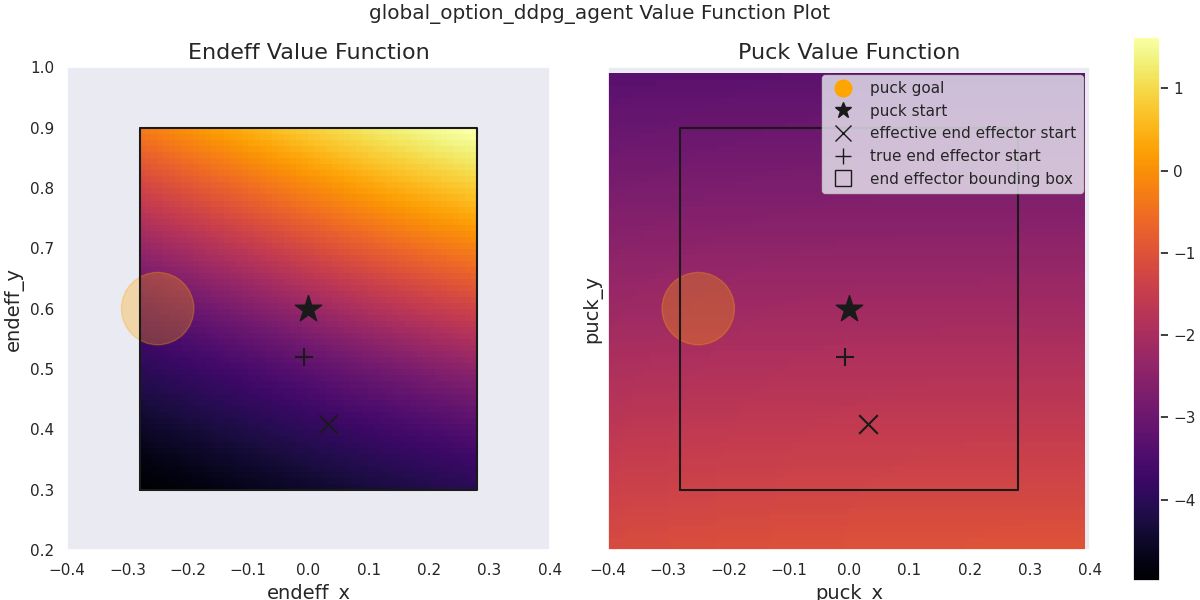 global_option_ddpg_agent Value Function Plot
Endeff Value Function
1.0
0.9
0.8
0.7
0.6
0.5
0.4
0.3
0.2
endeff_y
−0.4 −0.3 −0.2 −0.1 0.0 0.1 0.2 0.3 0.4
endeff_x
Puck Value Function
puck goal
puck start
effective end effector start
true end effector start
end effector bounding box
puck_y
−0.4 −0.3 −0.2 −0.1 0.0 0.1 0.2 0.3 0.4
puck_x
1
0
−1
−2
−3
−4